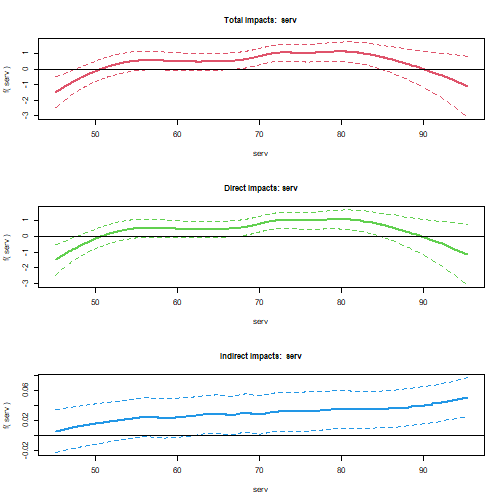 Total Impacts: serv
f( serv )
1
0
-1
-2
-3
50 60 70 80 90
serv
Direct Impacts: serv
f( serv )
1
0
-1
-2
-3
50 60 70 80 90
serv
Indirect Impacts: serv
f( serv )
0.06
0.02
-0.02
50 60 70 80 90
serv